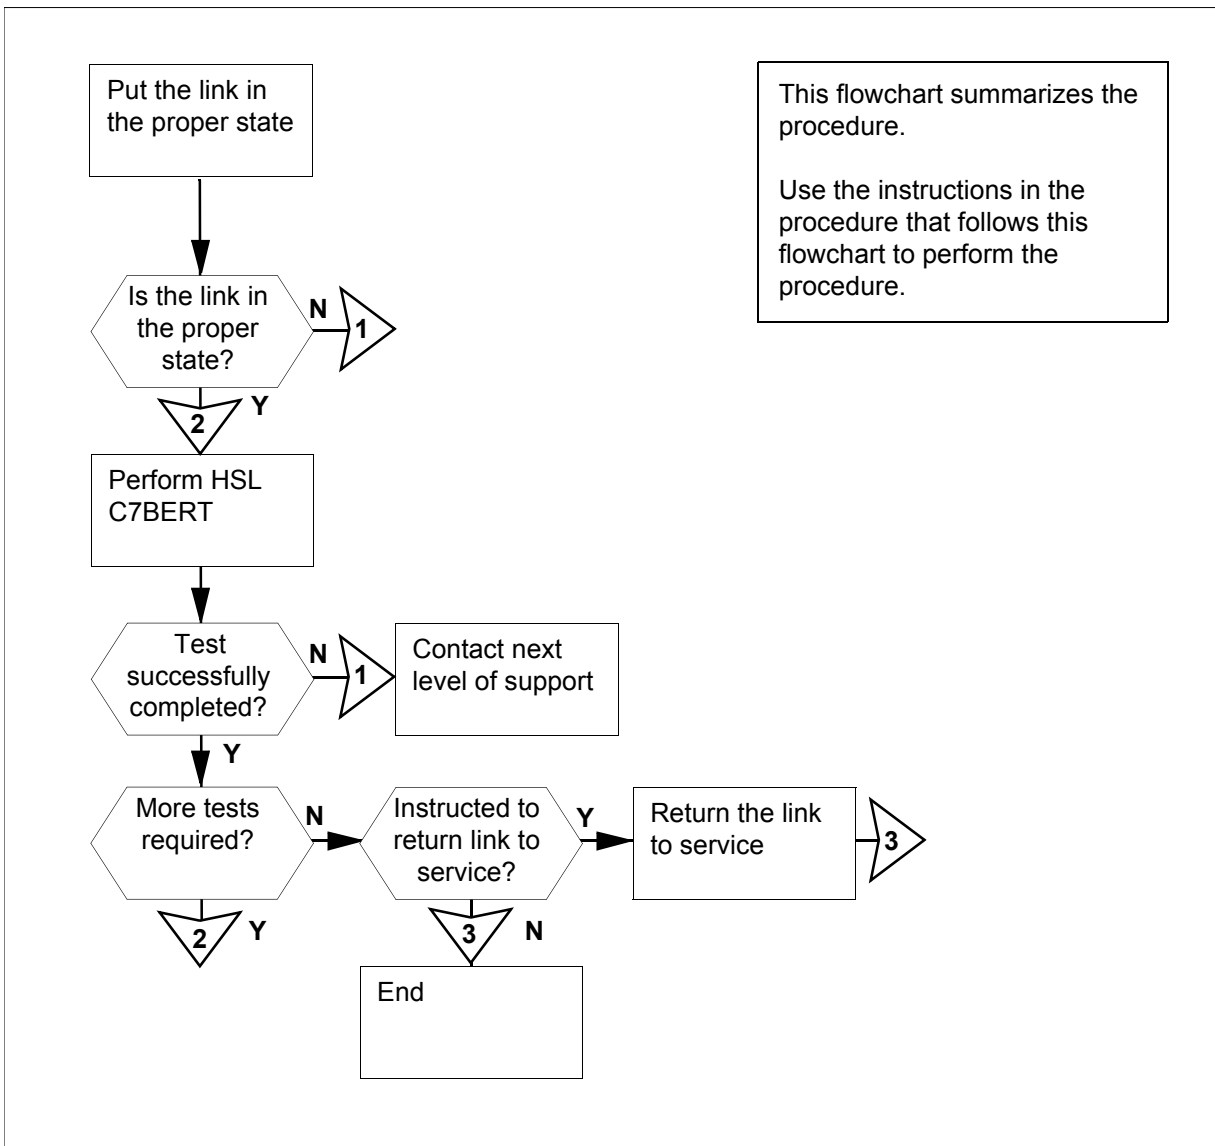 Put the link in
the proper state
This flowchart summarizes the
procedure.
Use the instructions in the
procedure that follows this
flowchart to perform the
procedure.
Is the link in
the proper
state?
N
1
2
Y
Perform HSL
C7BERT
Test
successfully
completed?
N
1
Contact next
level of support
Y
More tests
required?
N
Instructed to
return link to
service?
Y
Return the link
to service
3
2
Y
3
N
End